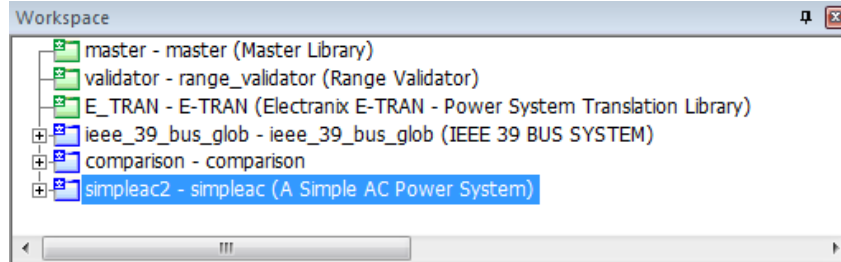 Workspace
master - master (Master Library)
validator - range_validator (Range Validator)
E_TRAN - E-TRAN (Electranix E-TRAN - Power System Translation Library)
ieee_39_bus_glob - ieee_39_bus_glob (IEEE 39 BUS SYSTEM)
comparison - comparison
simpleac2 - simpleac (A Simple AC Power System)